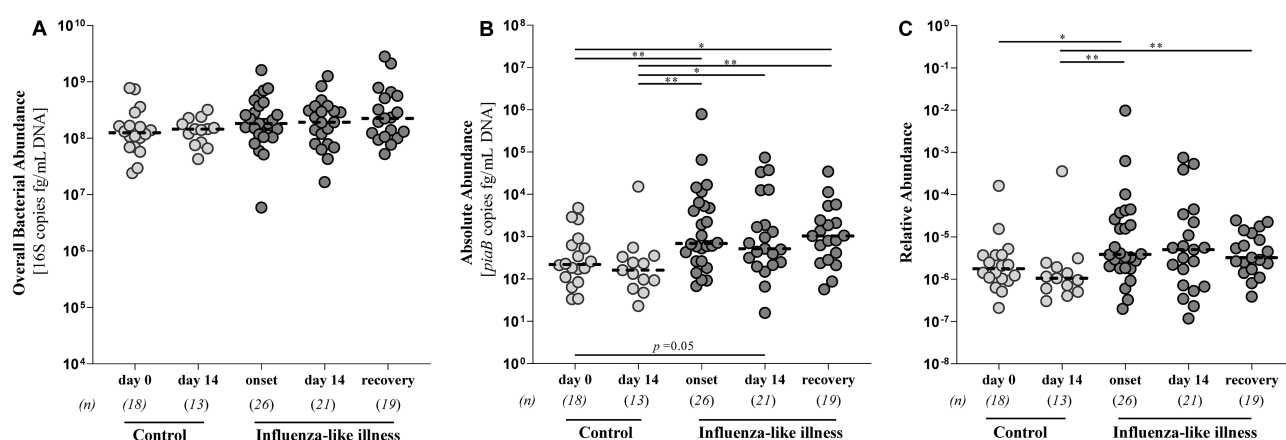 A
Overall Bacterial Abundance
[16S copies fg/mL DNA]
10^10
10^9
10^8
10^7
10^6
10^5
10^4
day 0 day 14 onset day 14 recovery
(n) (18) (13) (26) (21) (19)
Control Influenza-like illness
B
Absolute Abundance
[piaB copies fg/mL DNA]
10^8
10^7
10^6
10^5
10^4
10^3
10^2
10^1
10^0
*
**
**
*
**
p =0.05
day 0 day 14 onset day 14 recovery
(n) (18) (13) (26) (21) (19)
Control Influenza-like illness
C
Relative Abundance
10^0
10^-1
10^-2
10^-3
10^-4
10^-5
10^-6
10^-7
10^-8
*
**
**
day 0 day 14 onset day 14 recovery
(n) (18) (13) (26) (21) (19)
Control Influenza-like illness